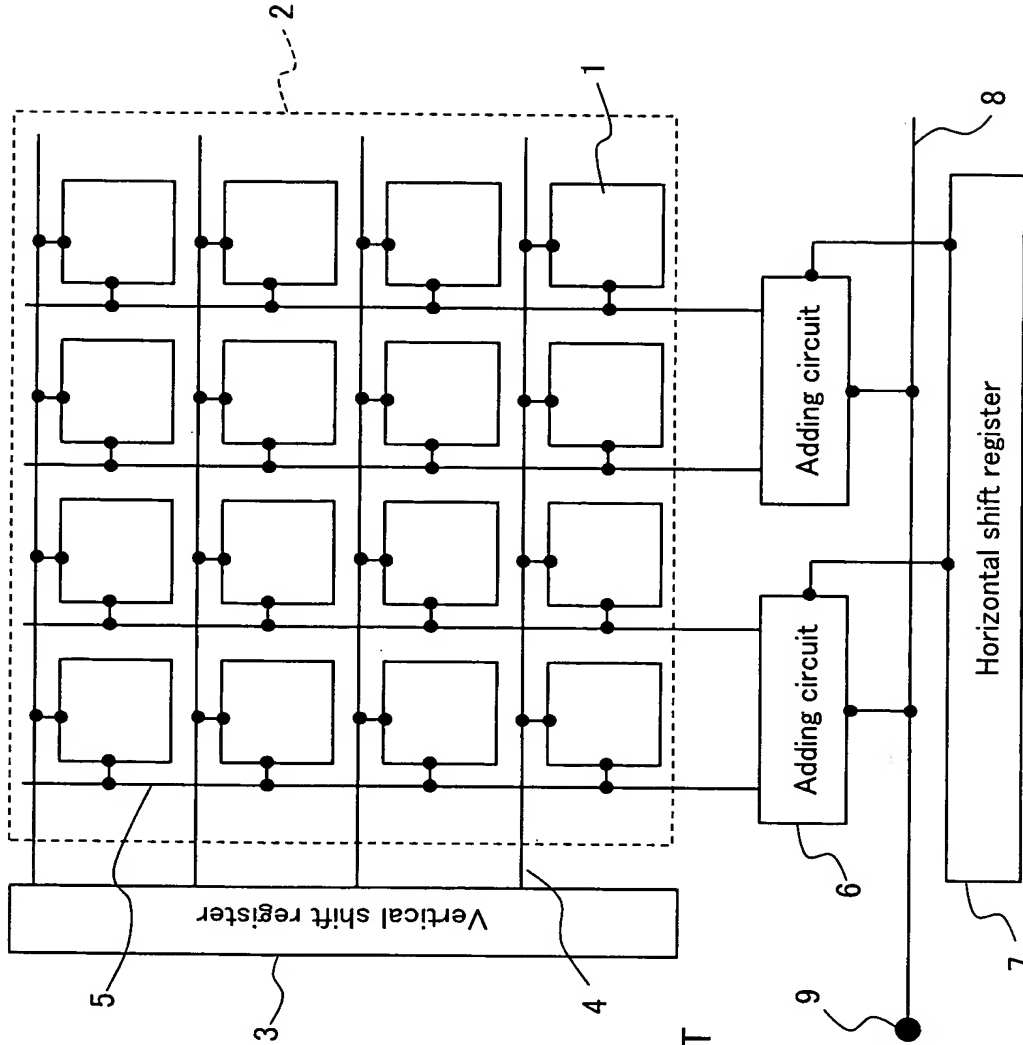 2
1
8
Adding circuit
Horizontal shift register
Adding circuit
Vertical shift register
6
5
4
3
7
9
T